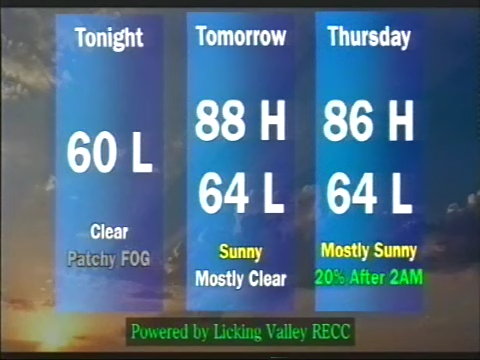 Tonight
60 L
Clear
Patchy FOG
Tomorrow
88 H
64 L
Sunny
Mostly Clear
Thursday
86 H
64 L
Mostly Sunny
20% After 2AM
Powered by Licking Valley RECC